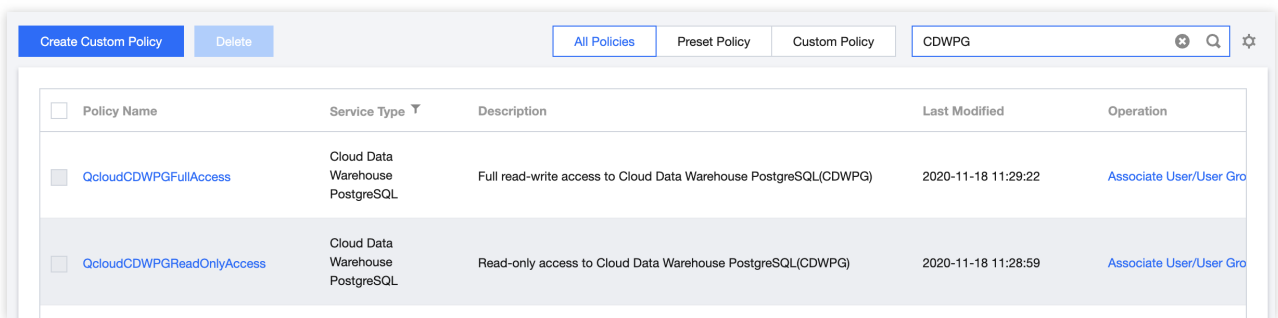 Create Custom Policy Delete All Policies Preset Policy Custom Policy CDWPG
Policy Name Service Type Description Last Modified Operation
Cloud Data
Warehouse
PostgreSQL
QcloudCDWPGFullAccess Full read-write access to Cloud Data Warehouse PostgreSQL(CDWPG) 2020-11-18 11:29:22 Associate User/User Gro
Cloud Data
Warehouse
PostgreSQL
QcloudCDWPGReadOnlyAccess Read-only access to Cloud Data Warehouse PostgreSQL(CDWPG) 2020-11-18 11:28:59 Associate User/User Gro